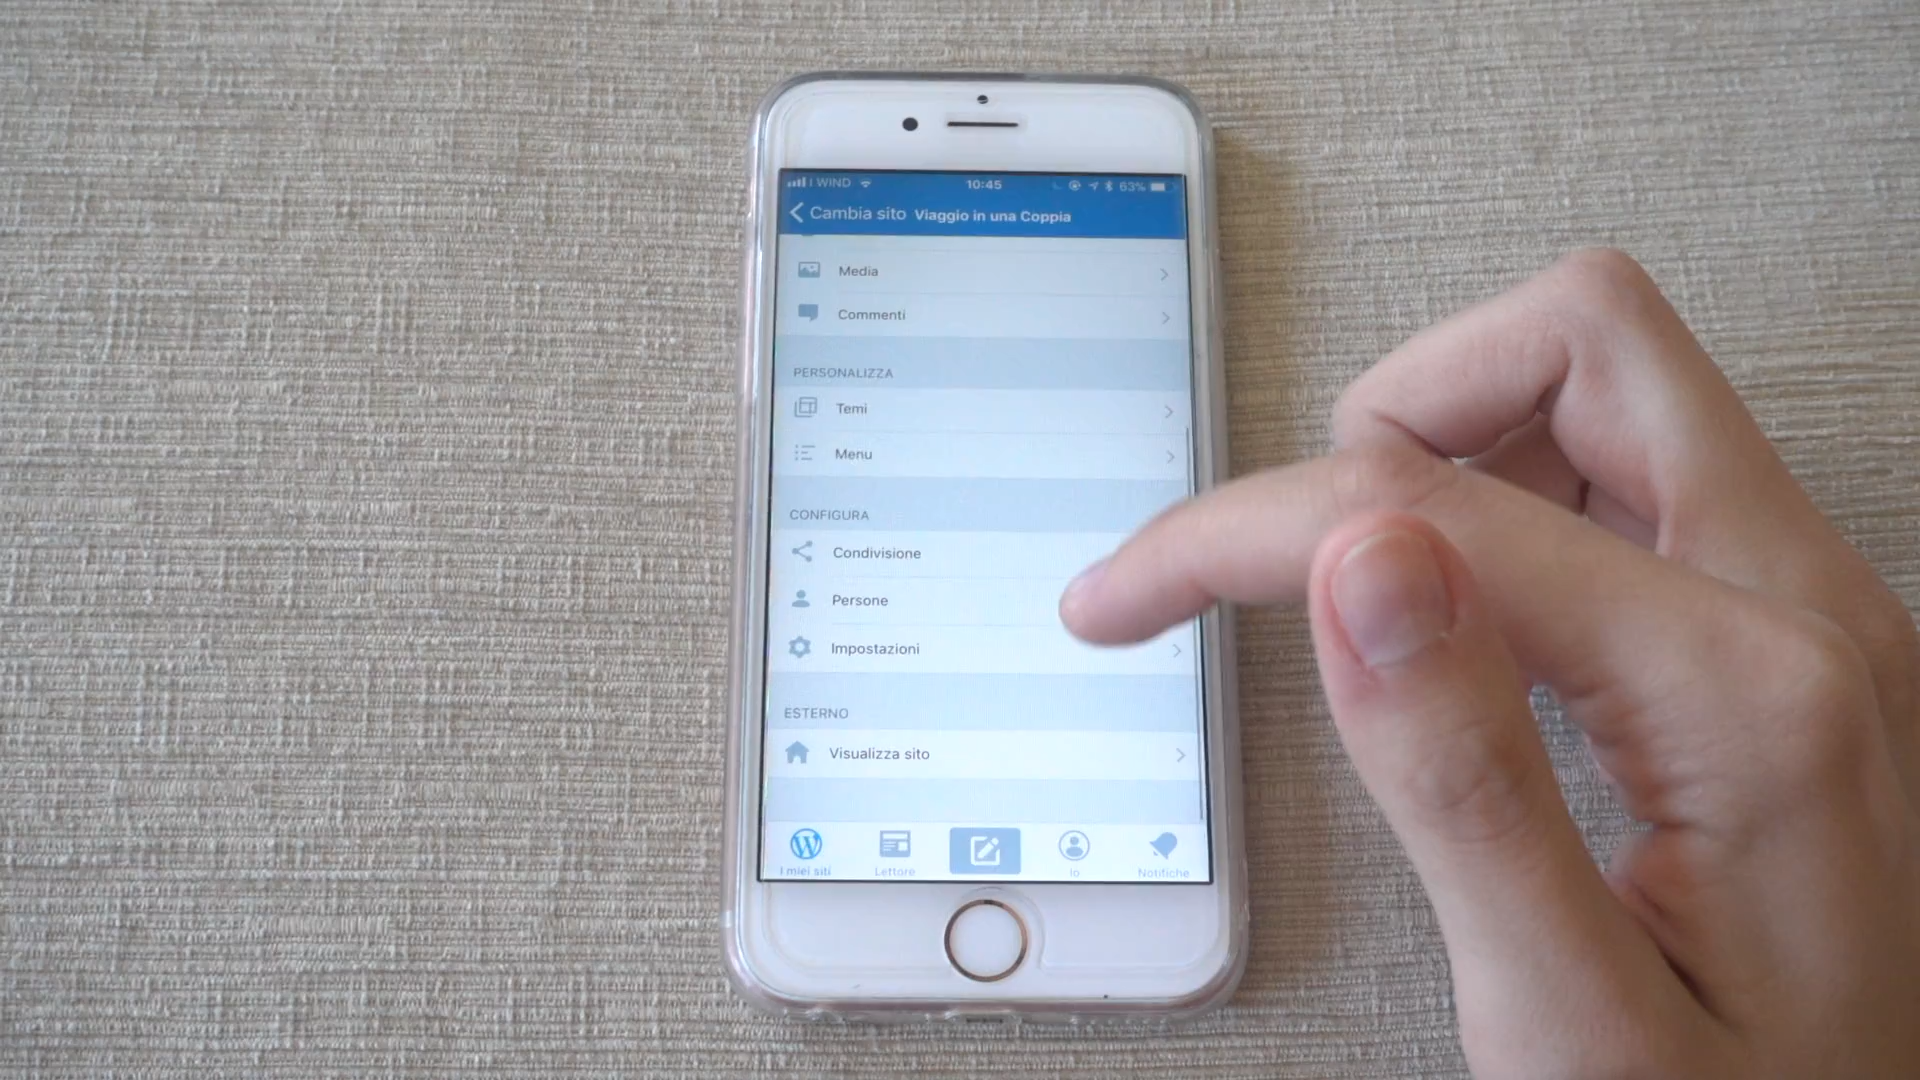 I WIND 10:45 63%
Cambia sito Viaggio in una Coppia
Media
Commenti
PERSONALIZZA
Temi
Menu
CONFIGURA
Condivisione
Persone
Impostazioni
ESTERNO
Visualizza sito
I miei siti Lettore Io Notifiche